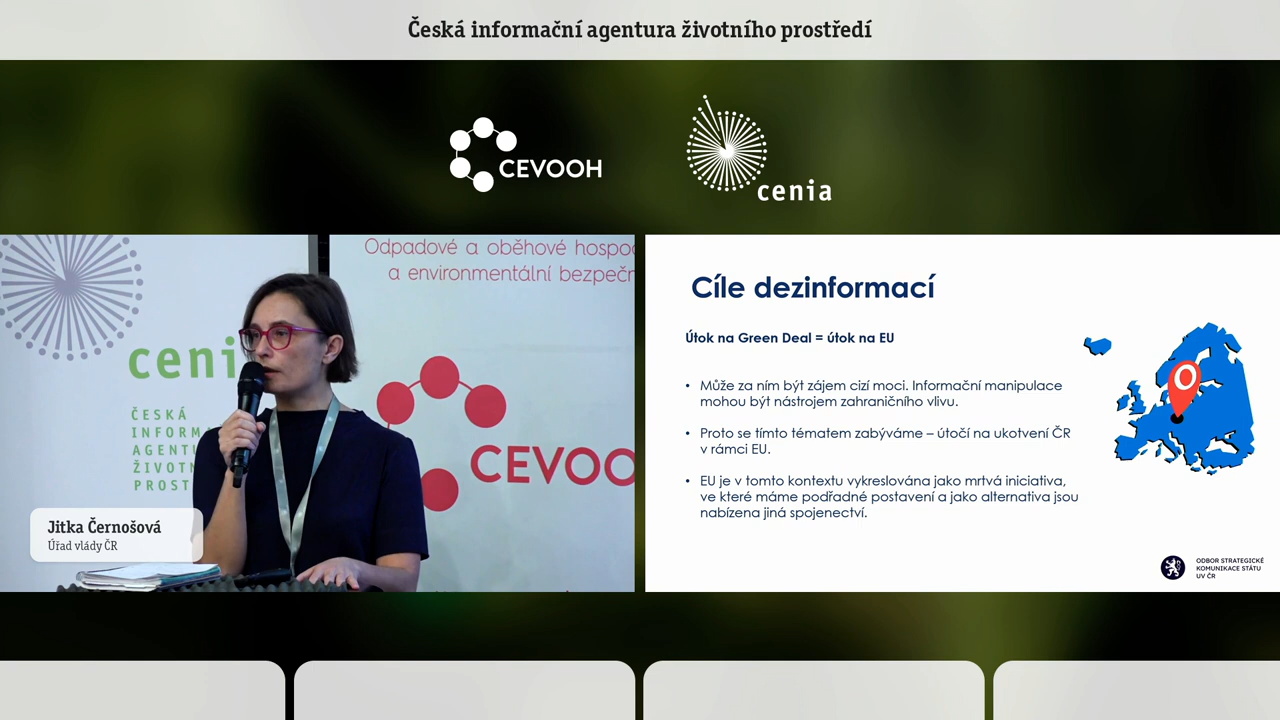 Česká informační agentura životního prostředí
CEVOOH
cenia
Odpadové a oběhové hospod
a environmentální bezpečn
ceni
ČESKÁ
INFORM
AGENTU
ŽIVOTN
PROST
CEVOO
Jitka Černošová
Úřad vlády ČR
Cíle dezinformací
Útok na Green Deal = útok na EU
• Může za ním být zájem cizí moci. Informační manipulace
mohou být nástrojem zahraničního vlivu.
• Proto se tímto tématem zabýváme – útočí na ukotvení ČR
v rámci EU.
• EU je v tomto kontextu vykreslována jako mrtvá iniciativa,
ve které máme podřadné postavení a jako alternativa jsou
nabízena jiná spojenectví.
ODBOR STRATEGICKÉ
KOMUNIKACE STÁTU
UV ČR